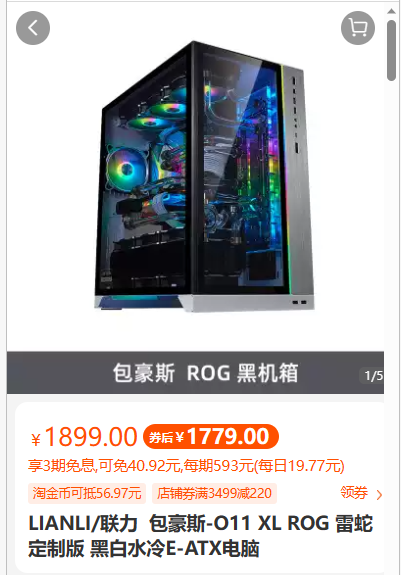 包豪斯 ROG 黑机箱
1/5
¥1899.00 券后¥1779.00
享3期免息,可免40.92元,每期593元(每日19.77元)
淘金币可抵56.97元 店铺券满3499减220 领券 >
LIANLI/联力 包豪斯-O11 XL ROG 雷蛇
定制版 黑白水冷E-ATX电脑